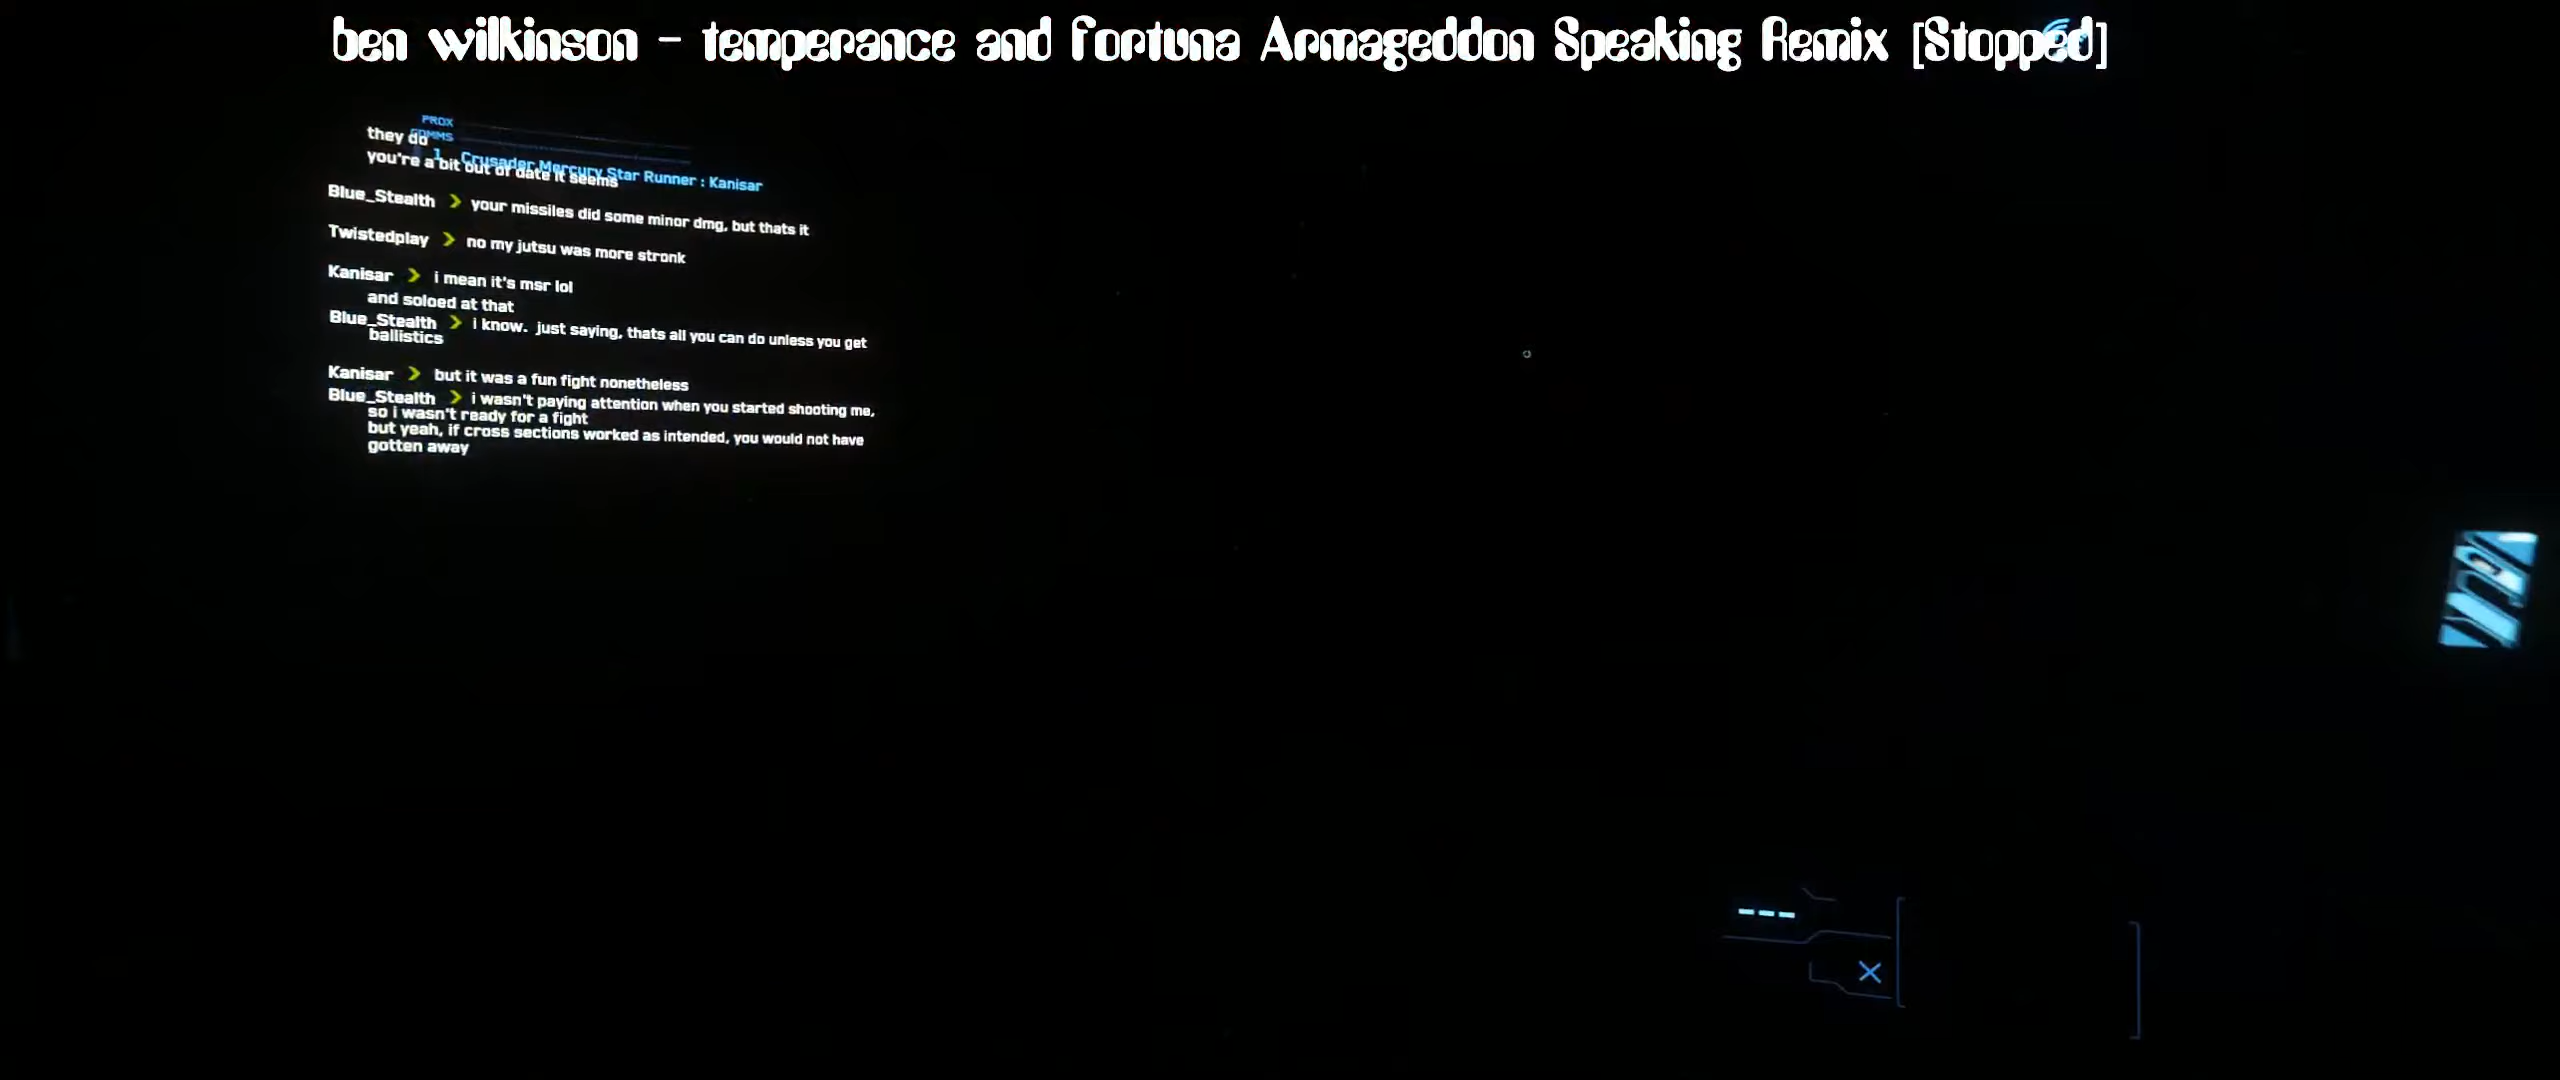 ben wilkinson - temperance and fortuna Armageddon Speaking Remix [Stopped]
PROX
COMMS
they do
1 Crusader Mercury Star Runner : Kanisar
you're a bit out of date it seems
Blue_Stealth > your missiles did some minor dmg, but thats it
Twistedplay > no my jutsu was more stronk
Kanisar > i mean it's msr lol
and soloed at that
Blue_Stealth > i know. just saying, thats all you can do unless you get
ballistics
Kanisar > but it was a fun fight nonetheless
Blue_Stealth > i wasn't paying attention when you started shooting me,
so i wasn't ready for a fight
but yeah, if cross sections worked as intended, you would not have
gotten away
---